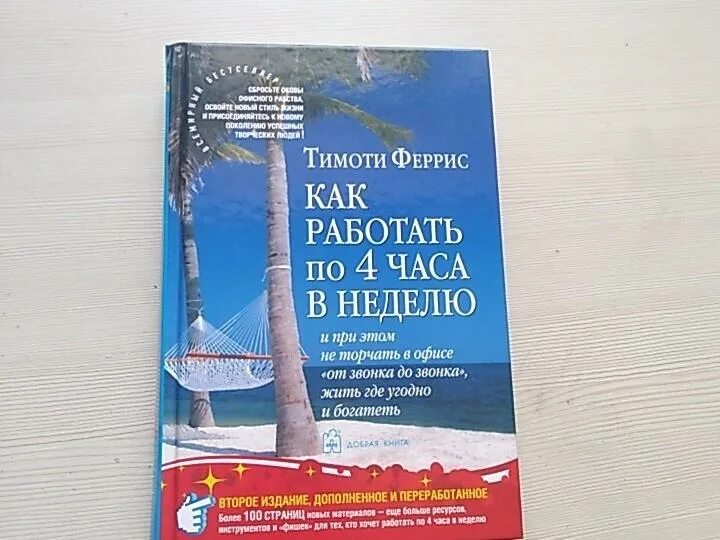 ВСЕМИРНЫЙ БЕСТСЕЛЛЕР
СБРОСЬТЕ ОКОВЫ
ОФИСНОГО РАБСТВА,
ОСВОЙТЕ НОВЫЙ СТИЛЬ ЖИЗНИ
И ПРИСОЕДИНЯЙТЕСЬ К НОВОМУ
ПОКОЛЕНИЮ УСПЕШНЫХ
ТВОРЧЕСКИХ ЛЮДЕЙ!
ТИМОТИ ФЕРРИС
КАК
РАБОТАТЬ
ПО 4 ЧАСА
В НЕДЕЛЮ
и при этом
не торчать в офисе
«от звонка до звонка»,
жить где угодно
и богатеть
ДОБРАЯ КНИГА
ВТОРОЕ ИЗДАНИЕ, ДОПОЛНЕННОЕ И ПЕРЕРАБОТАННОЕ
Более 100 СТРАНИЦ новых материалов — еще больше ресурсов,
инструментов и «фишек» для тех, кто хочет работать по 4 часа в неделю